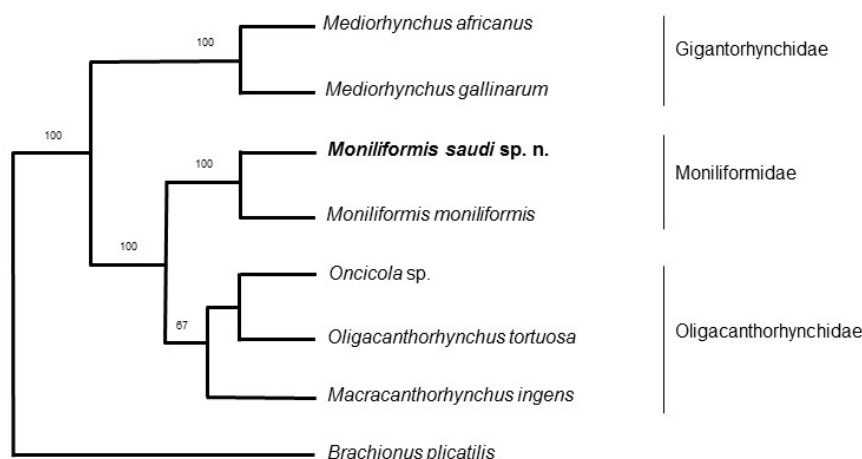 100
Mediorhynchus africanus
Gigantorhynchidae
Mediorhynchus gallinarum
100
100
Moniliformis saudi sp. n.
Moniliformidae
Moniliformis moniliformis
100
Oncicola sp.
67
Oligacanthorhynchus tortuosa
Oligacanthorhynchidae
Macracanthorhynchus ingens
Brachionus plicatilis